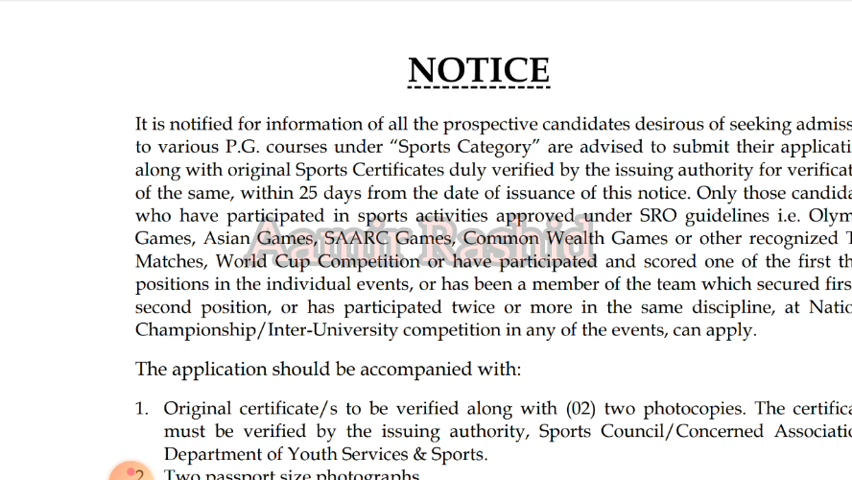 NOTICE
It is notified for information of all the prospective candidates desirous of seeking admiss
to various P.G. courses under “Sports Category” are advised to submit their applicati
along with original Sports Certificates duly verified by the issuing authority for verificat
of the same, within 25 days from the date of issuance of this notice. Only those candida
who have participated in sports activities approved under SRO guidelines i.e. Olym
Games, Asian Games, SAARC Games, Common Wealth Games or other recognized T
Aamir Rashid
Matches, World Cup Competition or have participated and scored one of the first th
positions in the individual events, or has been a member of the team which secured firs
second position, or has participated twice or more in the same discipline, at Natio
Championship/Inter-University competition in any of the events, can apply.
The application should be accompanied with:
1. Original certificate/s to be verified along with (02) two photocopies. The certifica
must be verified by the issuing authority, Sports Council/Concerned Associatio
Department of Youth Services & Sports.
2 Two passport size photographs